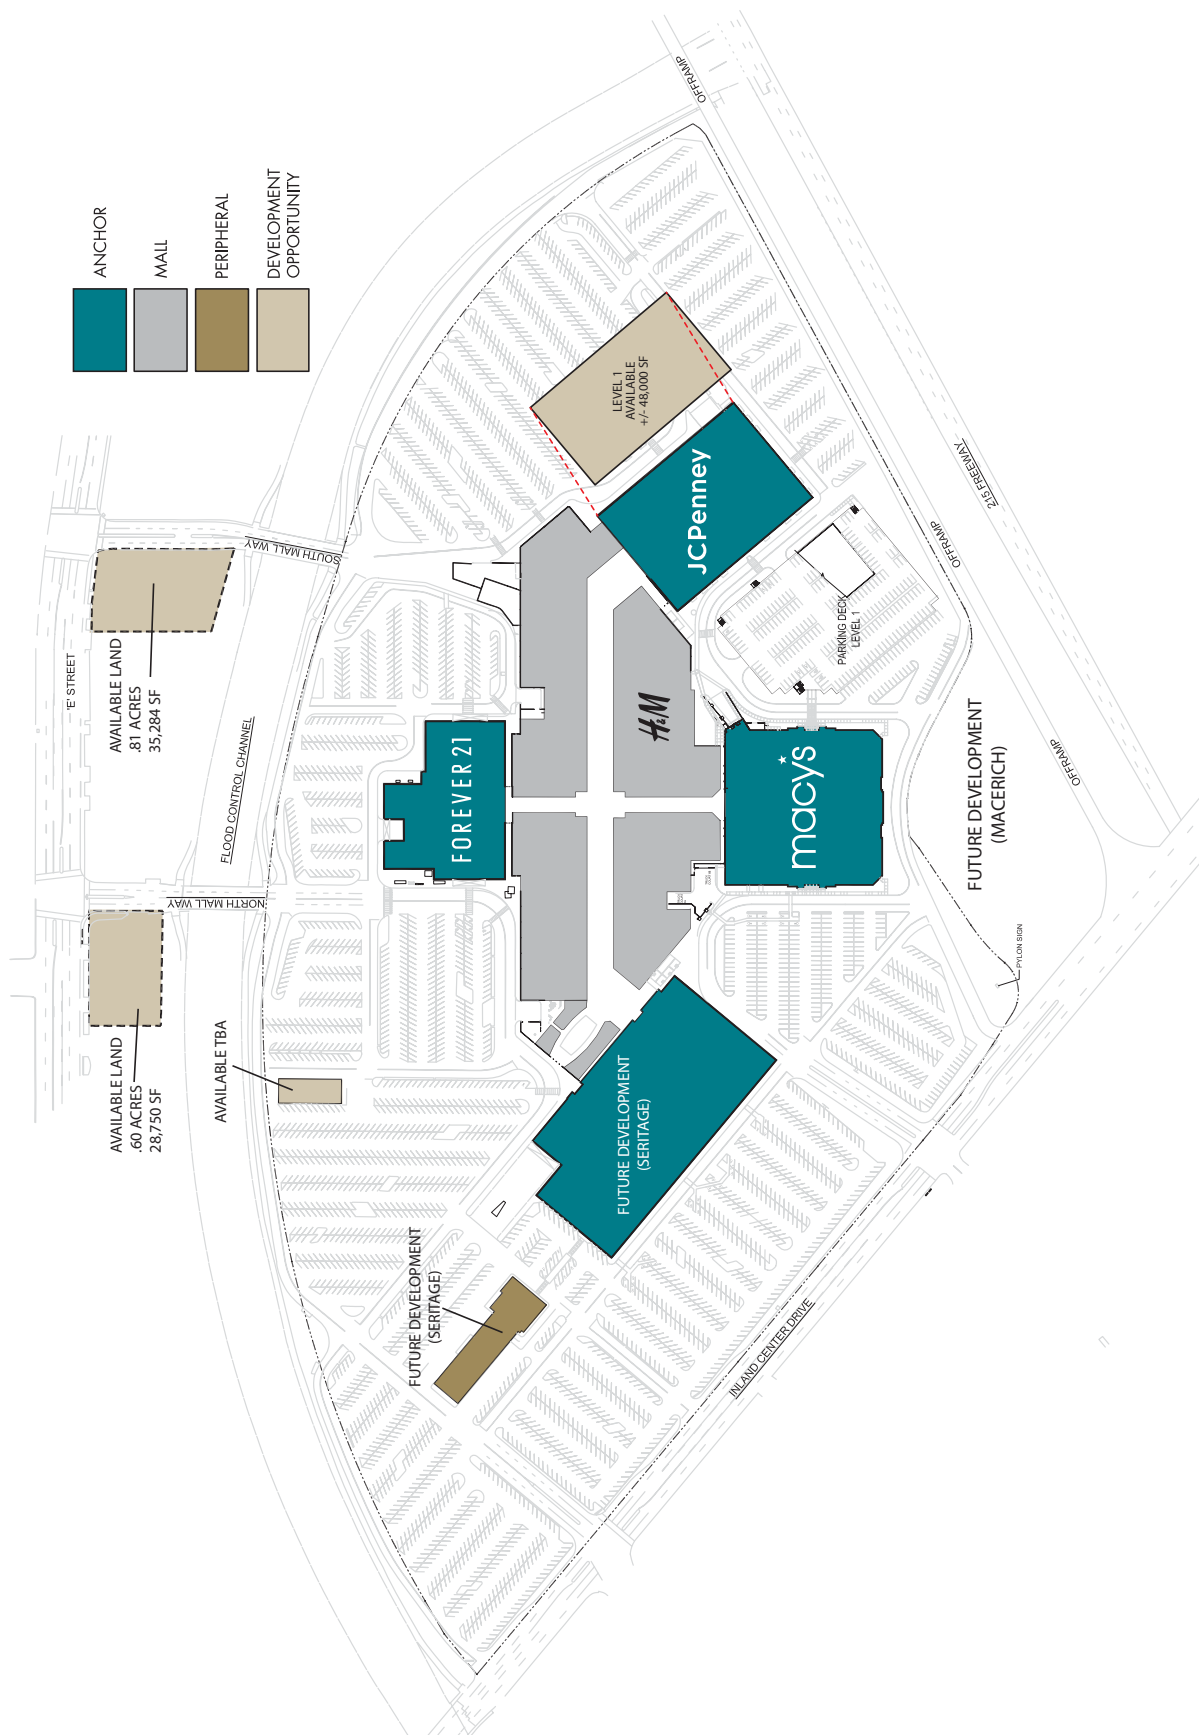 ANCHOR
MALL
PERIPHERAL
DEVELOPMENT
OPPORTUNITY
"E' STREET
AVAILABLE LAND
.81 ACRES
35,284 SF
SOUTH MALL WAY
FLOOD CONTROL CHANNEL
NORTH MALL WAY
AVAILABLE LAND
.60 ACRES
28,750 SF
AVAILABLE TBA
OFFRAMP
LEVEL 1
AVAILABLE
+/- 48,000 SF
JCPenney
215 FREEWAY
OFFRAMP
PARKING DECK
LEVEL 1
H&M
FOREVER 21
macys
OFFRAMP
FUTURE DEVELOPMENT
(MACERICH)
PYLON SIGN
FUTURE DEVELOPMENT
(SERITAGE)
FUTURE DEVELOPMENT
(SERITAGE)
INLAND CENTER DRIVE